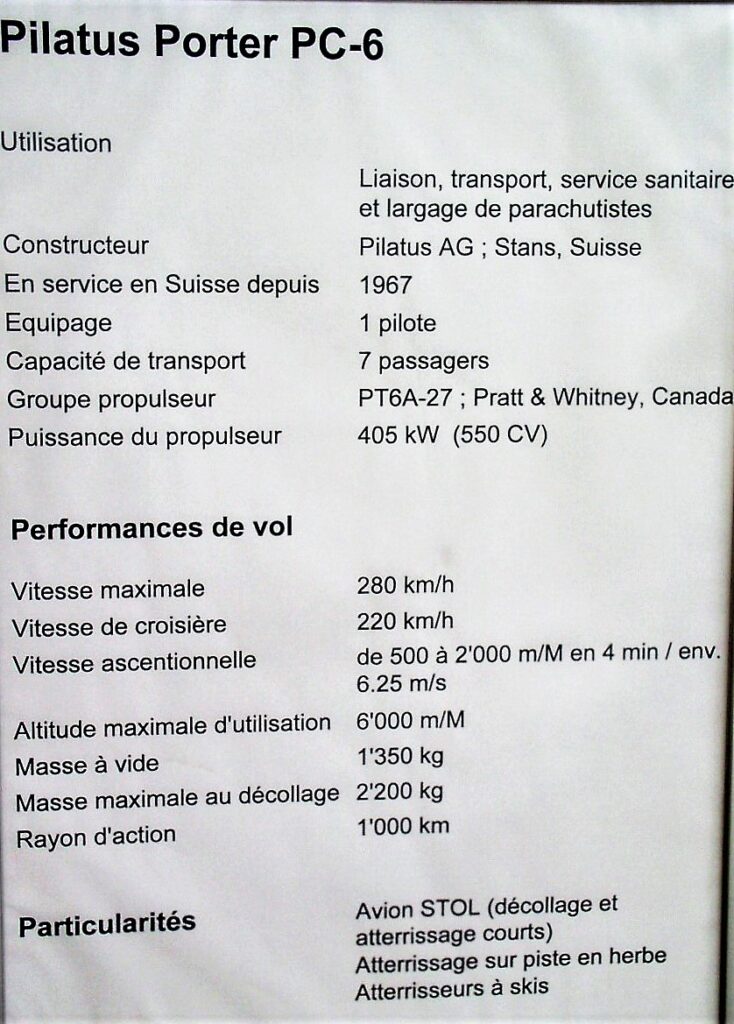 Pilatus Porter PC-6
Utilisation
Liaison, transport, service sanitaire
et largage de parachutistes
Constructeur Pilatus AG ; Stans, Suisse
En service en Suisse depuis 1967
Equipage 1 pilote
Capacité de transport 7 passagers
Groupe propulseur PT6A-27 ; Pratt & Whitney, Canada
Puissance du propulseur 405 kW (550 CV)
Performances de vol
Vitesse maximale 280 km/h
Vitesse de croisière 220 km/h
Vitesse ascentionnelle de 500 à 2'000 m/M en 4 min / env.
6.25 m/s
Altitude maximale d'utilisation 6'000 m/M
Masse à vide 1'350 kg
Masse maximale au décollage 2'200 kg
Rayon d'action 1'000 km
Particularités Avion STOL (décollage et
atterrissage courts)
Atterrissage sur piste en herbe
Atterrisseurs à skis